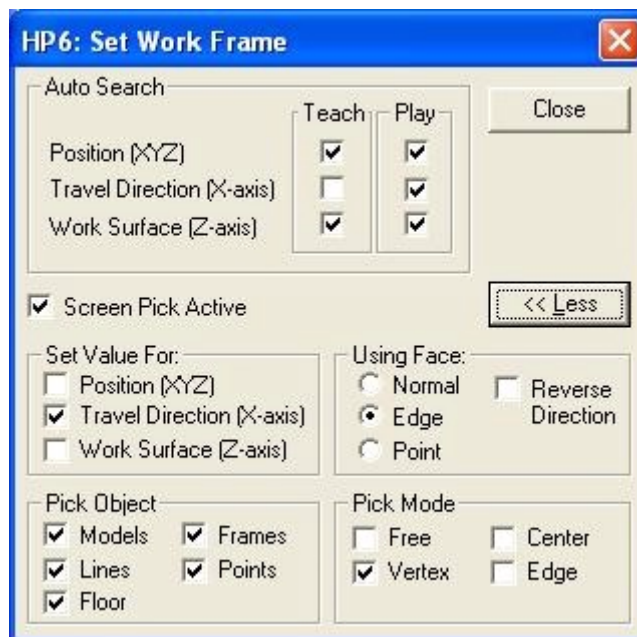 HP6: Set Work Frame
Auto Search
Teach Play
Close
Position (XYZ)
Travel Direction (X-axis)
Work Surface (Z-axis)
Screen Pick Active
<< Less
Set Value For:
Position (XYZ)
Travel Direction (X-axis)
Work Surface (Z-axis)
Using Face:
Normal
Edge
Point
Reverse
Direction
Pick Object
Models Frames
Lines Points
Floor
Pick Mode
Free Center
Vertex Edge